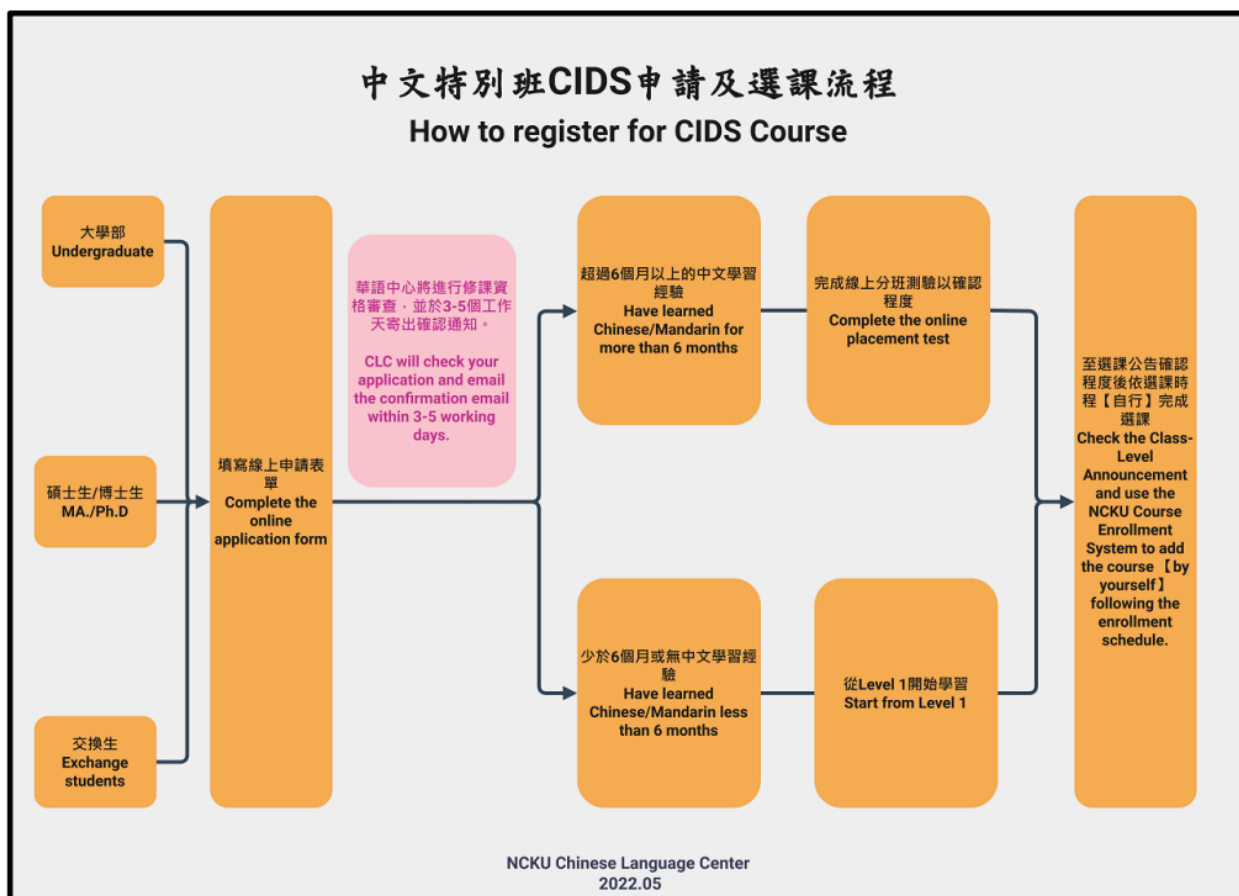 中文特別班CIDS申請及選課流程
How to register for CIDS Course
大學部
Undergraduate
碩士生/博士生
MA./Ph.D
交換生
Exchange
students
填寫線上申請表
單
Complete the
online
application form
華語中心將進行修課資
格審查，並於3-5個工作
天寄出確認通知。
CLC will check your
application and email
the confirmation email
within 3-5 working
days.
超過6個月以上的中文學習
經驗
Have learned
Chinese/Mandarin for
more than 6 months
完成線上分班測驗以確認
程度
Complete the online
placement test
少於6個月或無中文學習經
驗
Have learned
Chinese/Mandarin less
than 6 months
從Level 1開始學習
Start from Level 1
至選課公告確認
程度後依選課時
程【自行】完成
選課
Check the Class-
Level
Announcement
and use the
NCKU Course
Enrollment
System to add
the course【by
yourself】
following the
enrollment
schedule.
NCKU Chinese Language Center
2022.05